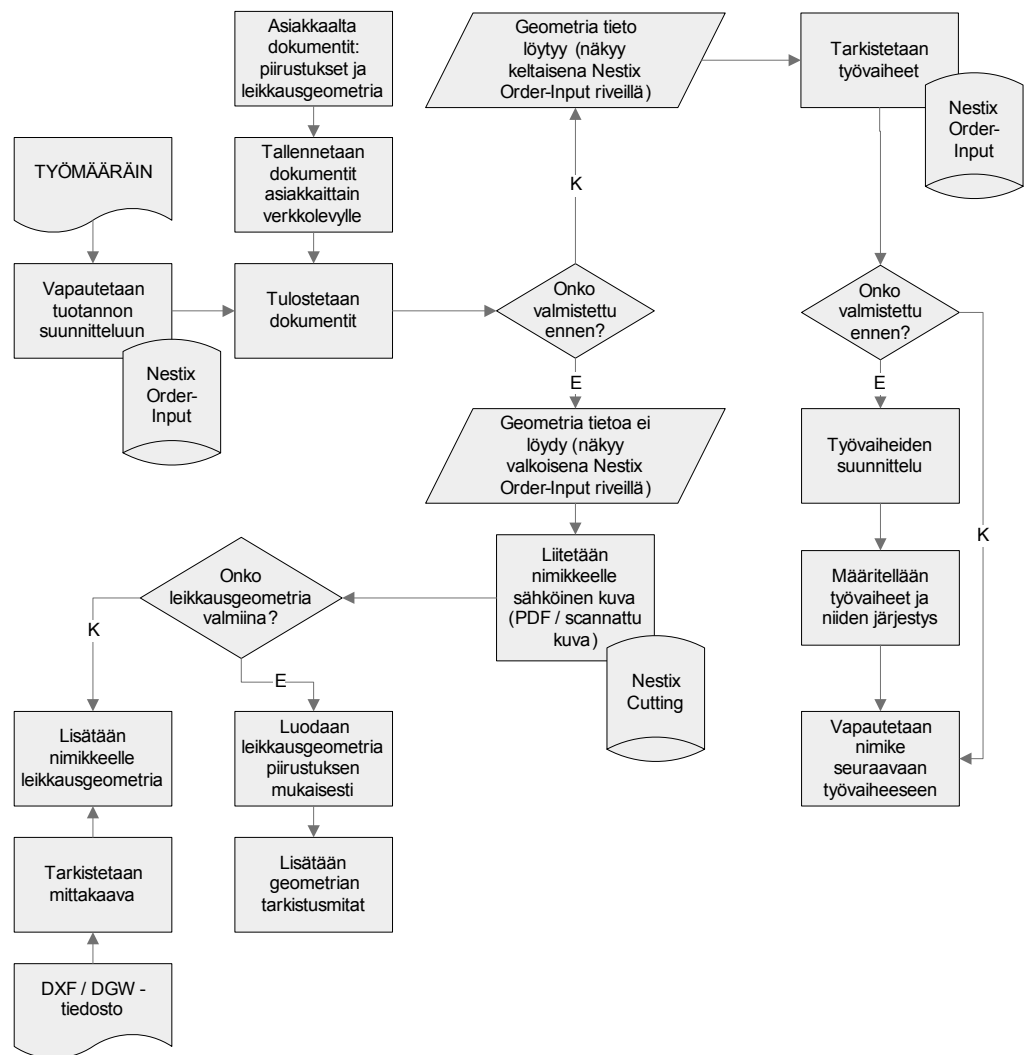 Asiakkaalta
dokumentit:
piirustukset ja
leikkausgeometria
Geometria tieto
löytyy (näkyy
keltaisena Nestix
Order-Input riveillä)
Tarkistetaan
työvaiheet
Nestix
Order-
Input
TYÖMÄÄRÄIN
Tallennetaan
dokumentit
asiakkaittain
verkkolevylle
K
Vapautetaan
tuotannon
suunnitteluun
Nestix
Order-
Input
Tulostetaan
dokumentit
Onko
valmistettu
ennen?
Onko
valmistettu
ennen?
E
E
K
Geometria tietoa ei
löydy (näkyy
valkoisena Nestix
Order-Input riveillä)
Työvaiheiden
suunnittelu
Onko
leikkausgeometria
valmiina?
Liitetään
nimikkeelle
sähköinen kuva
(PDF / scannattu
kuva)
Nestix
Cutting
Määritellään
työvaiheet ja
niiden järjestys
K
E
Lisätään
nimikkeelle
leikkausgeometria
Luodaan
leikkausgeometria
piirustuksen
mukaisesti
Vapautetaan
nimike
seuraavaan
työvaiheeseen
Tarkistetaan
mittakaava
Lisätään
geometrian
tarkistusmitat
DXF / DGW -
tiedosto